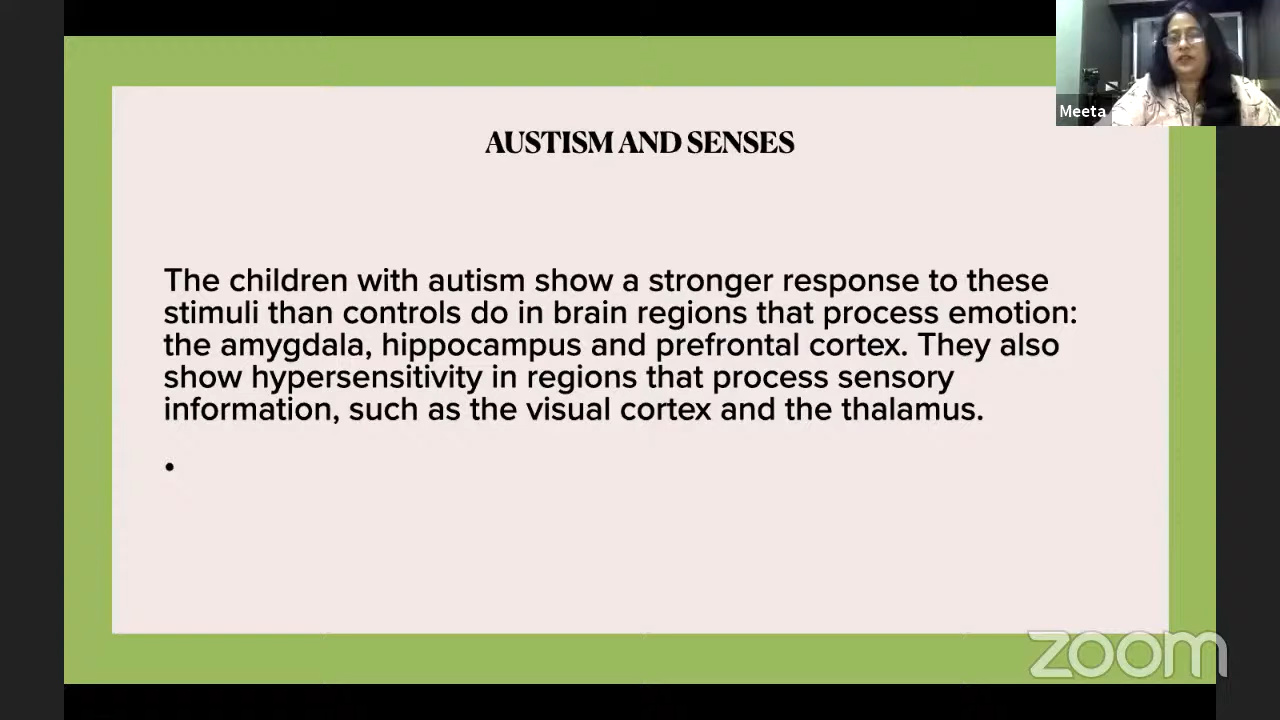 Meeta
AUSTISM AND SENSES
The children with autism show a stronger response to these
stimuli than controls do in brain regions that process emotion:
the amygdala, hippocampus and prefrontal cortex. They also
show hypersensitivity in regions that process sensory
information, such as the visual cortex and the thalamus.
•
zoom